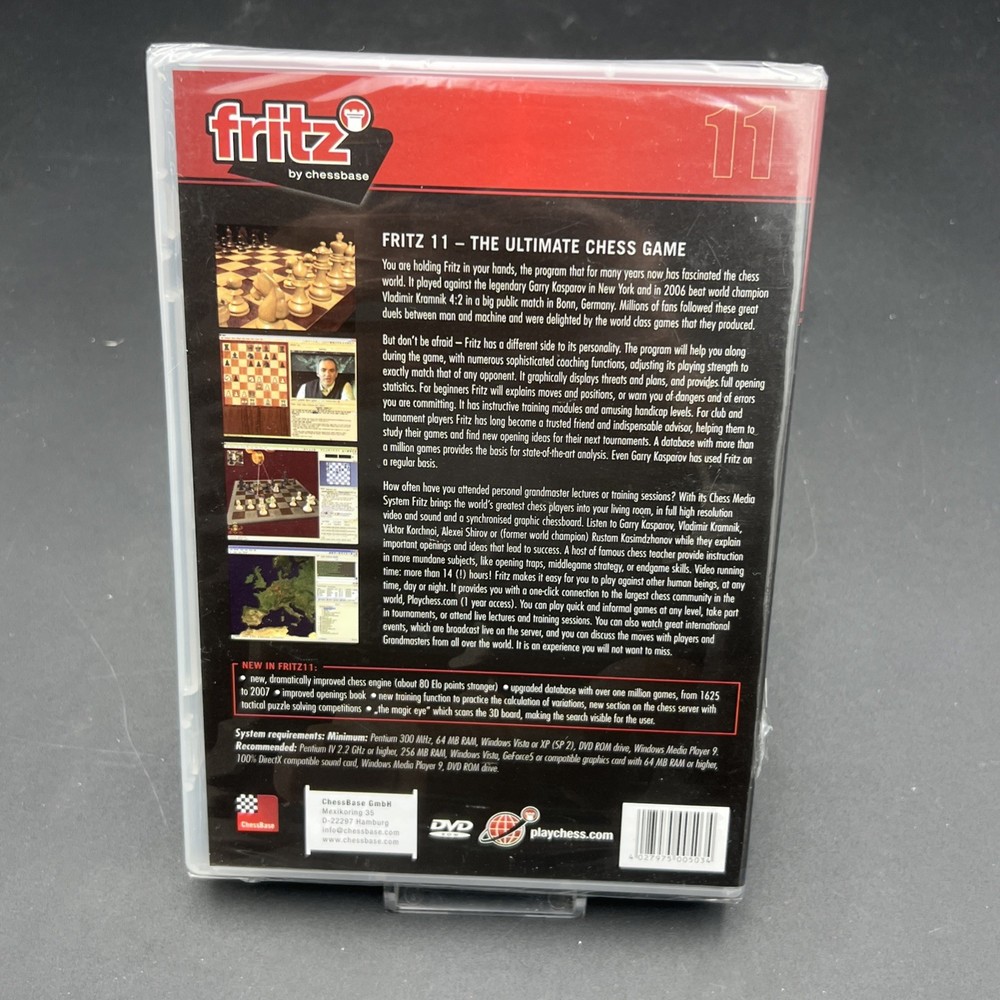 fritz
by chessbase
11
FRITZ 11 – THE ULTIMATE CHESS GAME
You are holding Fritz in your hands, the program that for many years now has fascinated the chess
world. It played against the legendary Garry Kasparov in New York and in 2006 beat world champion
Vladimir Kramnik 4:2 in a big public match in Bonn, Germany. Millions of fans followed these great
duels between man and machine and were delighted by the world class games that they produced.
But don't be afraid – Fritz has a different side to its personality. The program will help you along
during the game, with numerous sophisticated coaching functions, adjusting its playing strength to
exactly match that of any opponent. It graphically displays threats and plans, and provides full opening
statistics. For beginners Fritz will explains moves and positions, or warn you of dangers and of errors
you are committing. It has instructive training modules and amusing handicap levels. For club and
tournament players Fritz has long become a trusted friend and indispensable advisor, helping them to
study their games and find new opening ideas for their next tournaments. A database with more than
a million games provides the basis for state-of-the-art analysis. Even Garry Kasparov has used Fritz on
a regular basis.
How often have you attended personal grandmaster lectures or training sessions? With its Chess Media
System Fritz brings the world's greatest chess players into your living room, in full high resolution
video and sound and a synchronised graphic chessboard. Listen to Garry Kasparov, Vladimir Kramnik,
Viktor Korchnoi, Alexei Shirov or (former world champion) Rustam Kasimdzhanov while they explain
important openings and ideas that lead to success. A host of famous chess teacher provide instruction
in more mundane subjects, like opening traps, middlegame strategy, or endgame skills. Video running
time: more than 14 (!) hours! Fritz makes it easy for you to play against other human beings, at any
time, day or night. It provides you with a one-click connection to the largest chess community in the
world, Playchess.com (1 year access). You can play quick and informal games at any level, take part
in tournaments, or attend live lectures and training sessions. You can also watch great international
events, which are broadcast live on the server, and you can discuss the moves with players and
Grandmasters from all over the world. It is an experience you will not want to miss.
NEW IN FRITZ11:
• new, dramatically improved chess engine (about 80 Elo points stronger) • upgraded database with over one million games, from 1625
to 2007 • improved openings book • new training function to practice the calculation of variations, new section on the chess server with
tactical puzzle solving competitions • „the magic eye" which scans the 3D board, making the search visible for the user.
System requirements: Minimum: Pentium 300 MHz, 64 MB RAM, Windows Vista or XP (SP 2), DVD ROM drive, Windows Media Player 9.
Recommended: Pentium IV 2.2 GHz or higher, 256 MB RAM, Windows Vista, GeForce5 or compatible graphics card with 64 MB RAM or higher,
100% DirectX compatible sound card, Windows Media Player 9, DVD ROM drive.
ChessBase
ChessBase GmbH
Mexikoring 35
D-22297 Hamburg
info@chessbase.com
www.chessbase.com
DVD
ROM
playchess.com
4 027975 005034